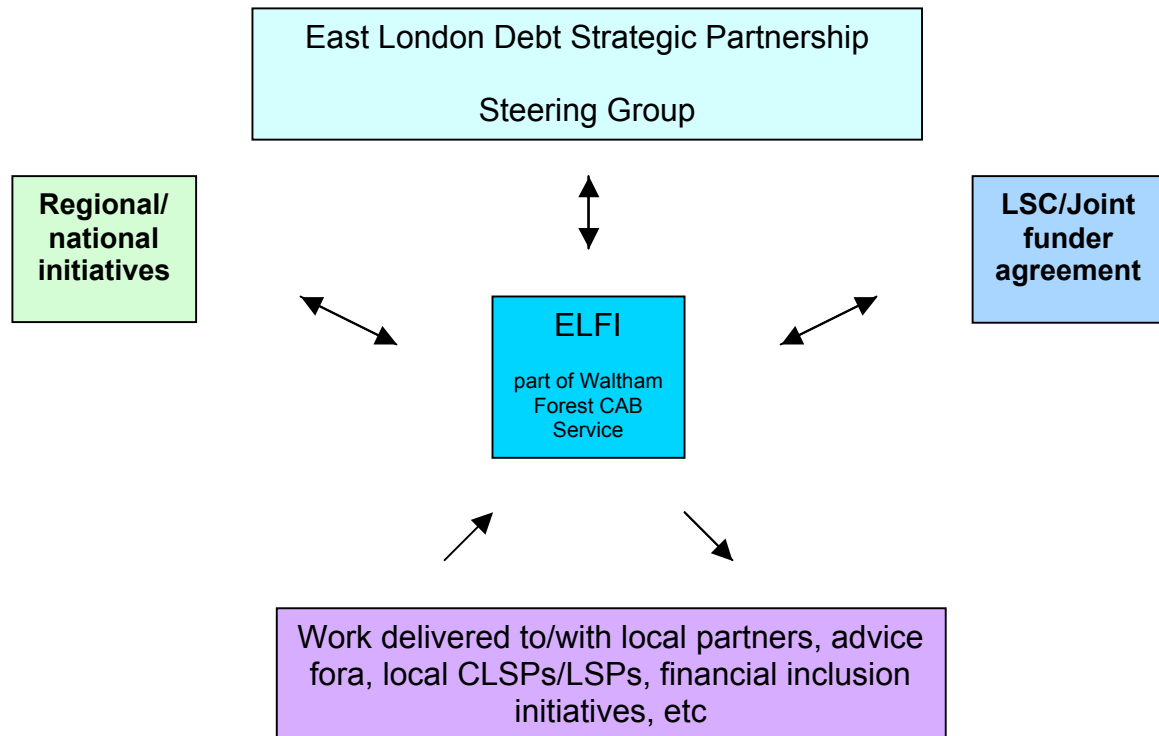 East London Debt Strategic Partnership
Steering Group
Regional/
national
initiatives
LSC/Joint
funder
agreement
ELFI
part of Waltham
Forest CAB
Service
Work delivered to/with local partners, advice
fora, local CLSPs/LSPs, financial inclusion
initiatives, etc